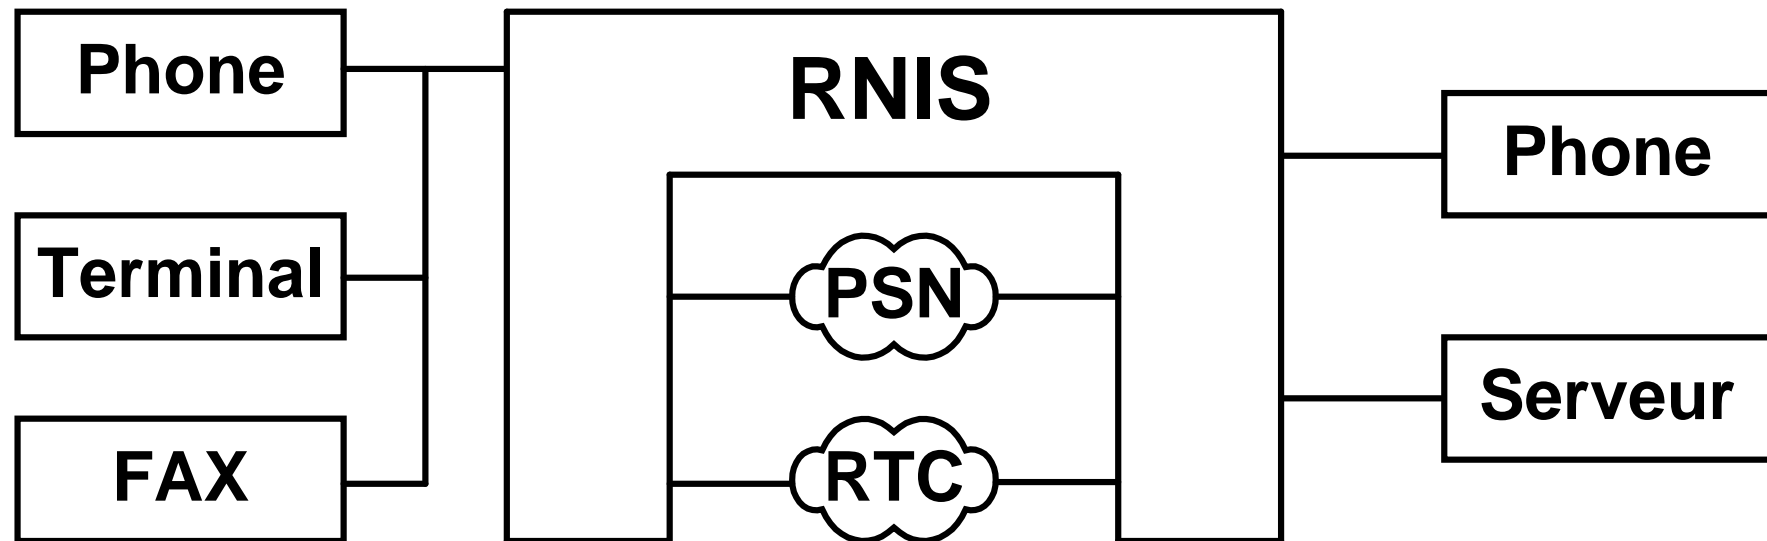 Phone
Terminal
FAX
RNIS
PSN
RTC
Phone
Serveur